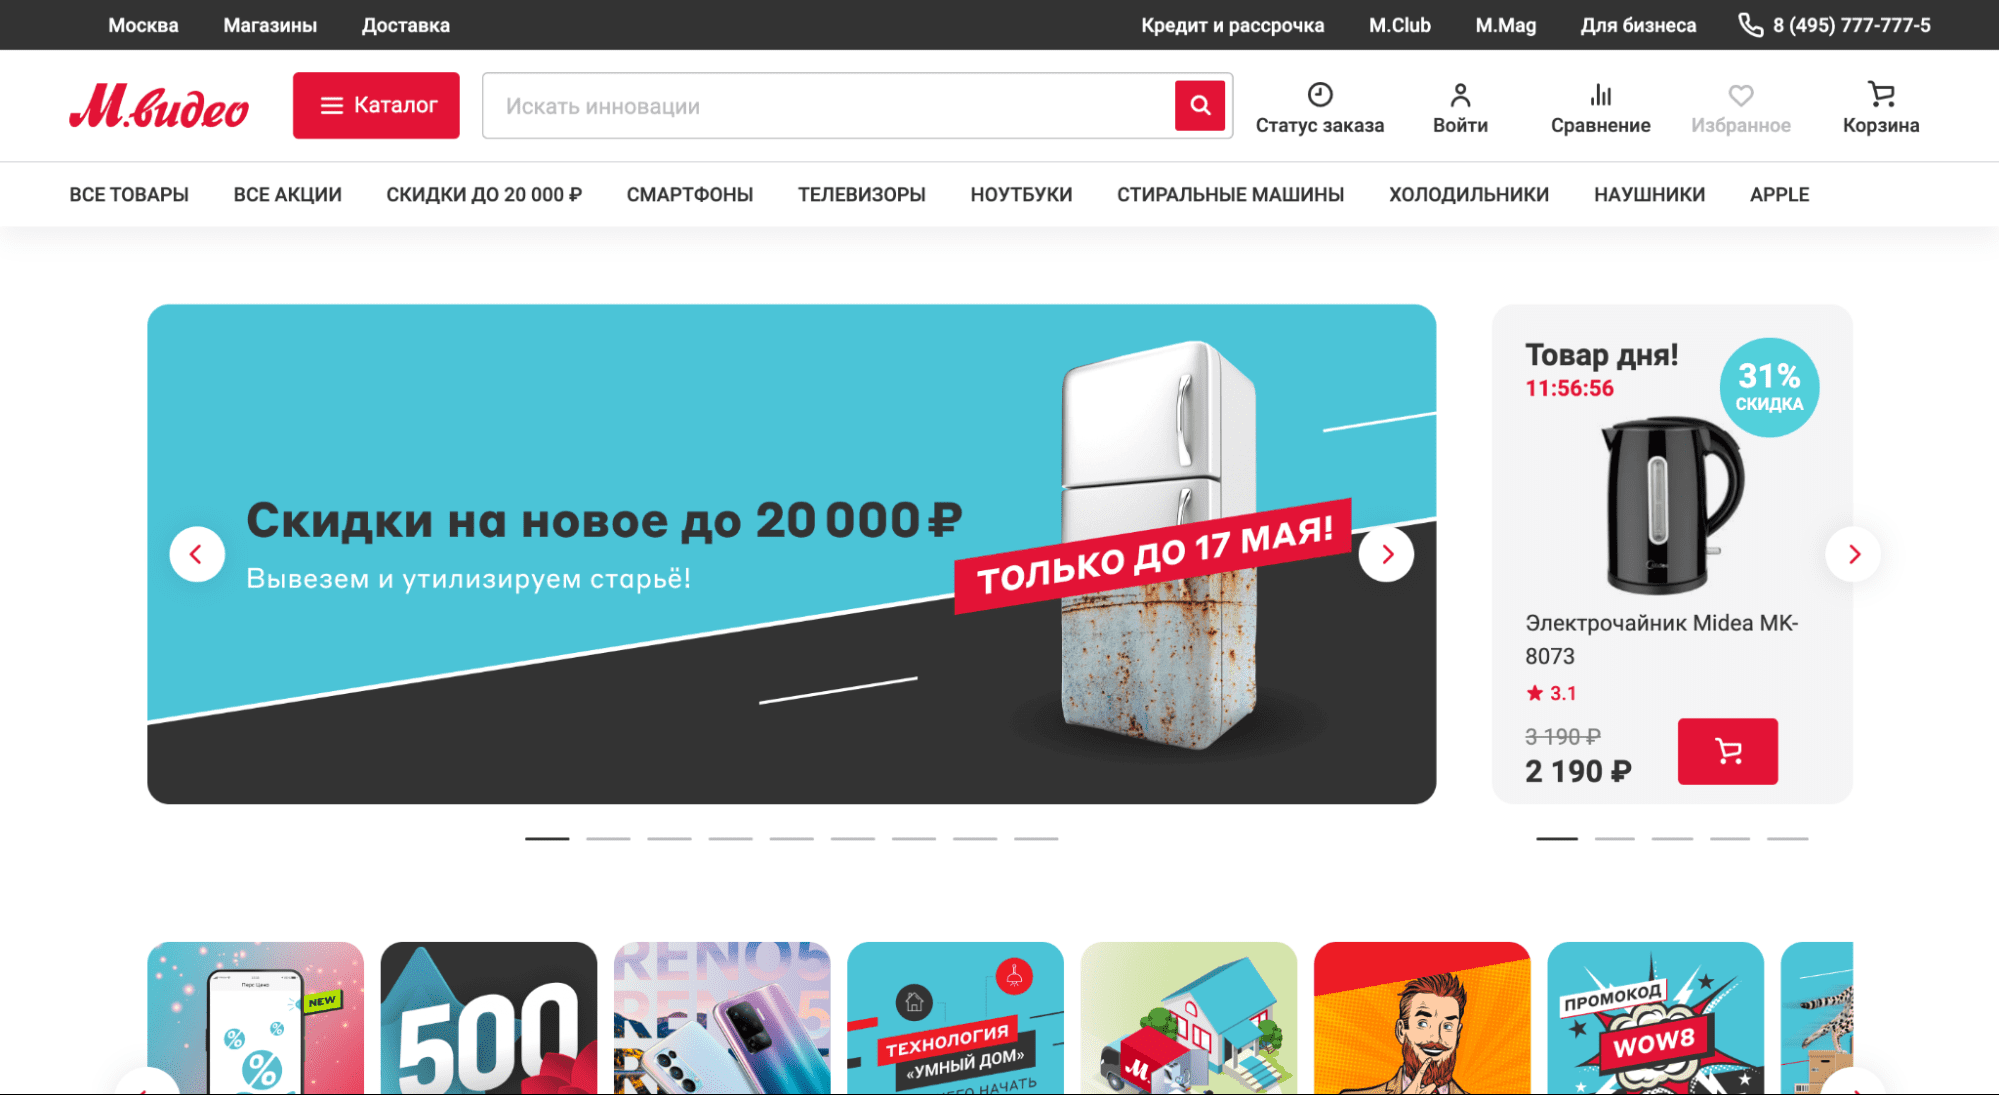 Москва Магазины Доставка Кредит и рассрочка M.Club M.Mag Для бизнеса 8 (495) 777-777-5
М.видео Каталог Искать инновации Статус заказа Войти Сравнение Избранное Корзина
ВСЕ ТОВАРЫ ВСЕ АКЦИИ СКИДКИ ДО 20 000 ₽ СМАРТФОНЫ ТЕЛЕВИЗОРЫ НОУТБУКИ СТИРАЛЬНЫЕ МАШИНЫ ХОЛОДИЛЬНИКИ НАУШНИКИ APPLE
Скидки на новое до 20 000 ₽
Вывезем и утилизируем старьё!
ТОЛЬКО ДО 17 МАЯ!
Товар дня!
11:56:56
31%
СКИДКА
Электрочайник Midea MK-
8073
3.1
3 190 ₽
2 190 ₽
Перс Цена
NEW
%
%
%
500
RENO5
RENO5
ТЕХНОЛОГИЯ
«УМНЫЙ ДОМ»
НАЧАТЬ
М.
ПРОМОКОД
WOW8